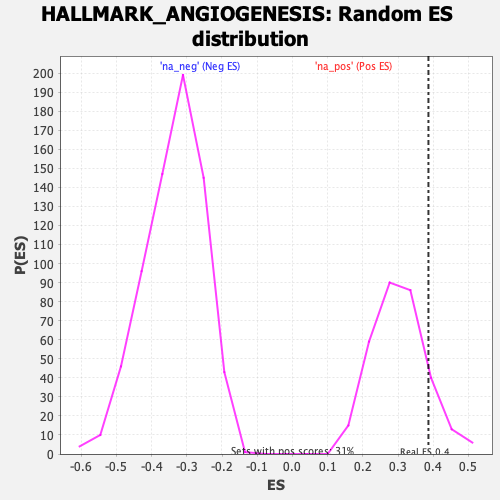 HALLMARK_ANGIOGENESIS: Random ES
distribution
'na_neg' (Neg ES)
'na_pos' (Pos ES)
200
190
180
170
160
150
140
130
120
110
100
90
80
70
60
50
40
30
20
10
0
P(ES)
Sets with pos scores: 31%
Real ES 0.4
-0.6 -0.5 -0.4 -0.3 -0.2 -0.1 0.0 0.1 0.2 0.3 0.4 0.5
ES